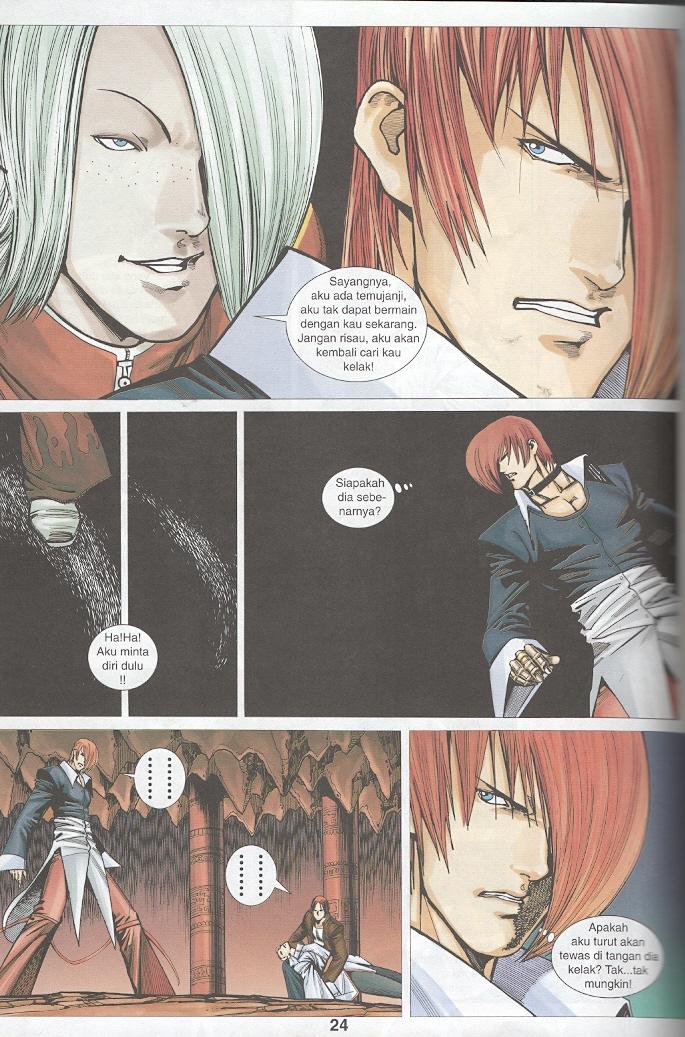 Sayangnya,
aku ada temujanji,
aku tak dapat bermain
dengan kau sekarang.
Jangan risau, aku akan
kembali cari kau
kelak!
Ha!Ha!
Aku minta
diri dulu
!!
Siapakah
dia sebe-
narnya?
Apakah
aku turut akan
tewas di tangan dia
kelak? Tak...tak
mungkin!
24